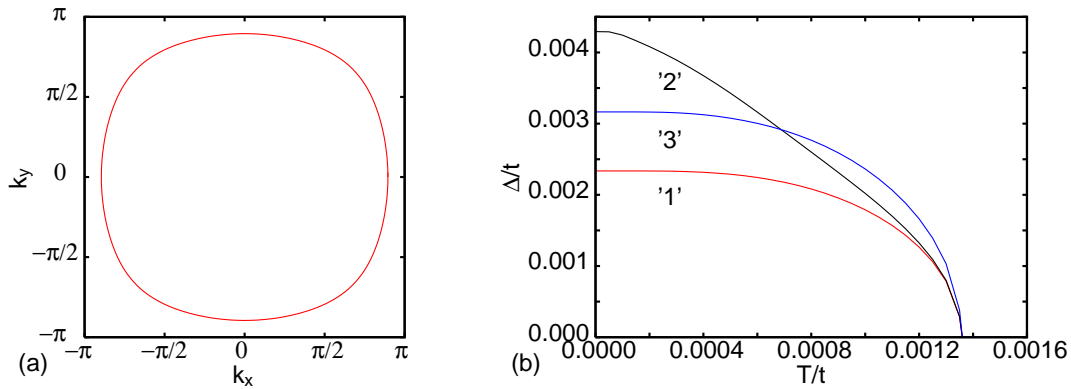 π
π/2
0
−π/2
−π
k_y
−π
−π/2
0
π/2
π
k_x
(a)
0.004
0.003
0.002
0.001
0.000
Δ/t
’2’
’3’
’1’
0.0000
0.0004
0.0008
0.0012
0.0016
T/t
(b)